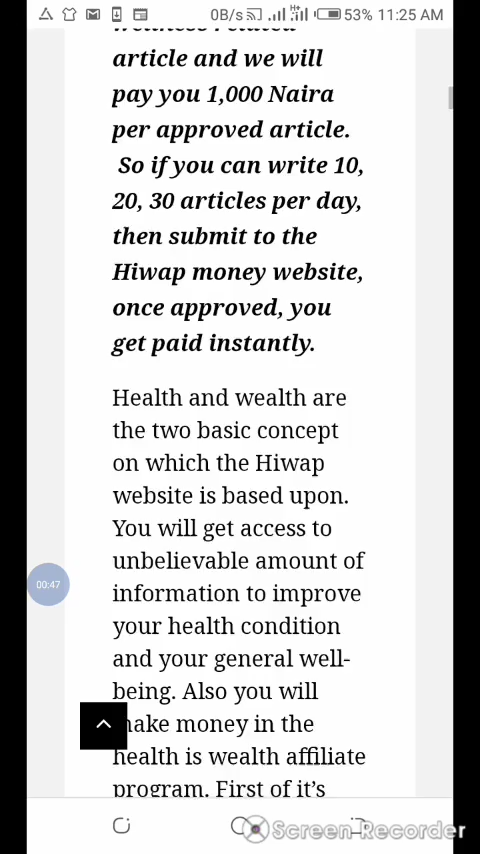 0B/s H+ 53% 11:25 AM
wellness related
article and we will
pay you 1,000 Naira
per approved article.
So if you can write 10,
20, 30 articles per day,
then submit to the
Hiwap money website,
once approved, you
get paid instantly.
Health and wealth are
the two basic concept
on which the Hiwap
website is based upon.
You will get access to
unbelievable amount of
information to improve
your health condition
and your general well-
being. Also you will
make money in the
health is wealth affiliate
program. First of it’s
00:47
Screen Recorder